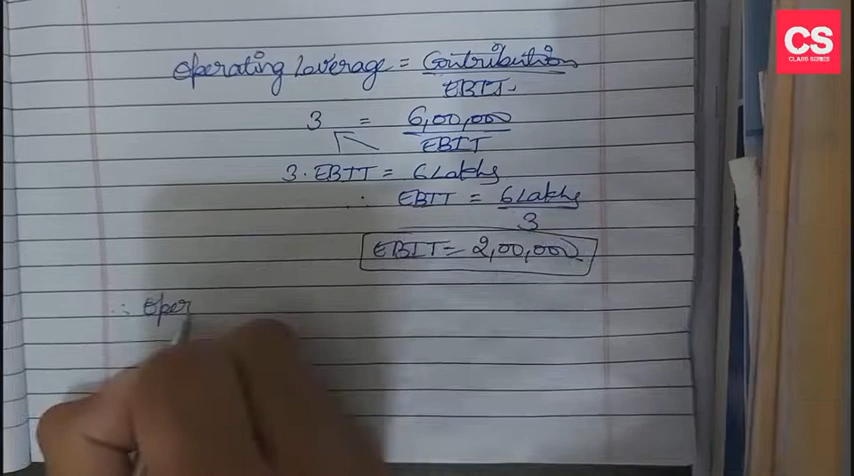 CS
CLASS SERIES
Operating Laverage = Contribution
EBIT.
3 = 6,00,000
EBIT
3. EBIT = 6 Lakhs
∴ EBIT = 6 Lakhs
3
EBIT = 2,00,000
∴ Oper